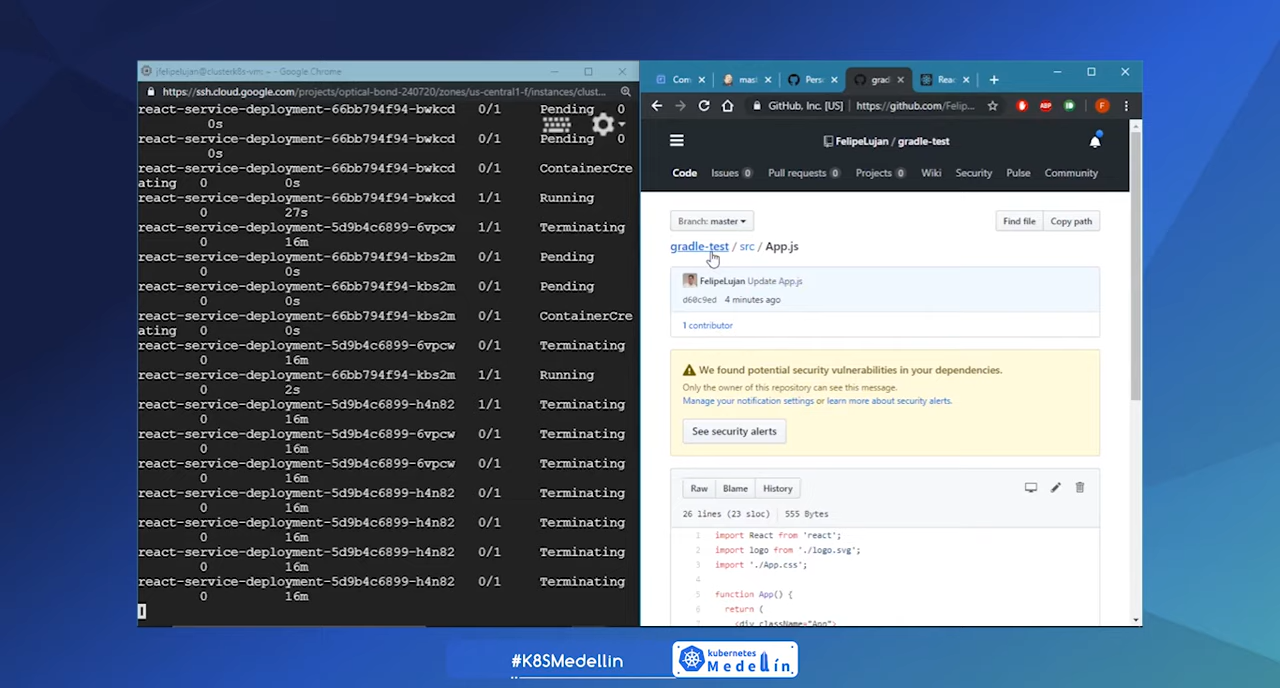 jfelipelujan@clusterk8s-vm: ~ - Google Chrome
https://ssh.cloud.google.com/projects/optical-bond-240720/zones/us-central1-f/instances/clust...
react-service-deployment-66bb794f94-bwkcd 0/1 Pending 0
0s
react-service-deployment-66bb794f94-bwkcd 0/1 Pending 0
0s
react-service-deployment-66bb794f94-bwkcd 0/1 ContainerCre
ating 0 0s
react-service-deployment-66bb794f94-bwkcd 1/1 Running
0 27s
react-service-deployment-5d9b4c6899-6vpcw 1/1 Terminating
0 16m
react-service-deployment-66bb794f94-kbs2m 0/1 Pending
0 0s
react-service-deployment-66bb794f94-kbs2m 0/1 Pending
0 0s
react-service-deployment-66bb794f94-kbs2m 0/1 ContainerCre
ating 0 0s
react-service-deployment-5d9b4c6899-6vpcw 0/1 Terminating
0 16m
react-service-deployment-66bb794f94-kbs2m 1/1 Running
0 2s
react-service-deployment-5d9b4c6899-h4n82 1/1 Terminating
0 16m
react-service-deployment-5d9b4c6899-6vpcw 0/1 Terminating
0 16m
react-service-deployment-5d9b4c6899-6vpcw 0/1 Terminating
0 16m
react-service-deployment-5d9b4c6899-h4n82 0/1 Terminating
0 16m
react-service-deployment-5d9b4c6899-h4n82 0/1 Terminating
0 16m
react-service-deployment-5d9b4c6899-h4n82 0/1 Terminating
0 16m
react-service-deployment-5d9b4c6899-h4n82 0/1 Terminating
0 16m
Con mast Pers grad Rea
GitHub, Inc. [US] https://github.com/Felip...
ABP F
FelipeLujan / gradle-test
Code Issues 0 Pull requests 0 Projects 0 Wiki Security Pulse Community
Branch: master Find file Copy path
gradle-test / src / App.js
FelipeLujan Update App.js
d60c9ed 4 minutes ago
1 contributor
We found potential security vulnerabilities in your dependencies.
Only the owner of this repository can see this message.
Manage your notification settings or learn more about security alerts.
See security alerts
Raw Blame History
26 lines (23 sloc) 555 Bytes
1 import React from 'react';
2 import logo from './logo.svg';
3 import './App.css';
4
5 function App() {
6 return (
7 <div className="App">
#K8SMedellin
kubernetes
Medellín